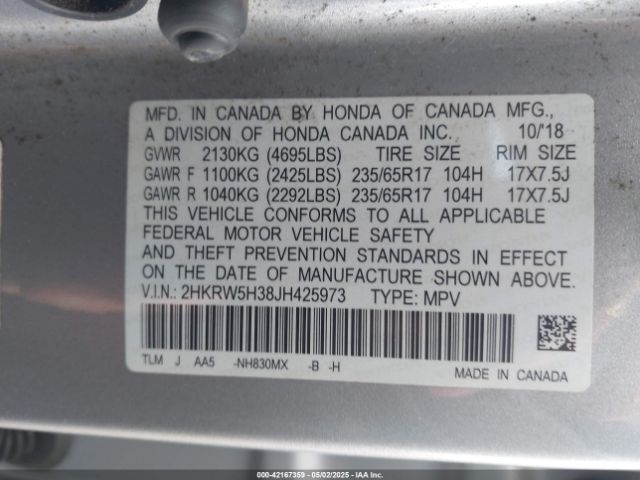 MFD. IN CANADA BY HONDA OF CANADA MFG.,
A DIVISION OF HONDA CANADA INC. 10/'18
GVWR 2130KG (4695LBS) TIRE SIZE RIM SIZE
GAWR F 1100KG (2425LBS) 235/65R17 104H 17X7.5J
GAWR R 1040KG (2292LBS) 235/65R17 104H 17X7.5J
THIS VEHICLE CONFORMS TO ALL APPLICABLE
FEDERAL MOTOR VEHICLE SAFETY
AND THEFT PREVENTION STANDARDS IN EFFECT
ON THE DATE OF MANUFACTURE SHOWN ABOVE.
V.I.N.: 2HKRW5H38JH425973 TYPE: MPV
TLM J AA5 -NH830MX -B -H
MADE IN CANADA
000-42167359 - 05/02/2025 - IAA Inc.